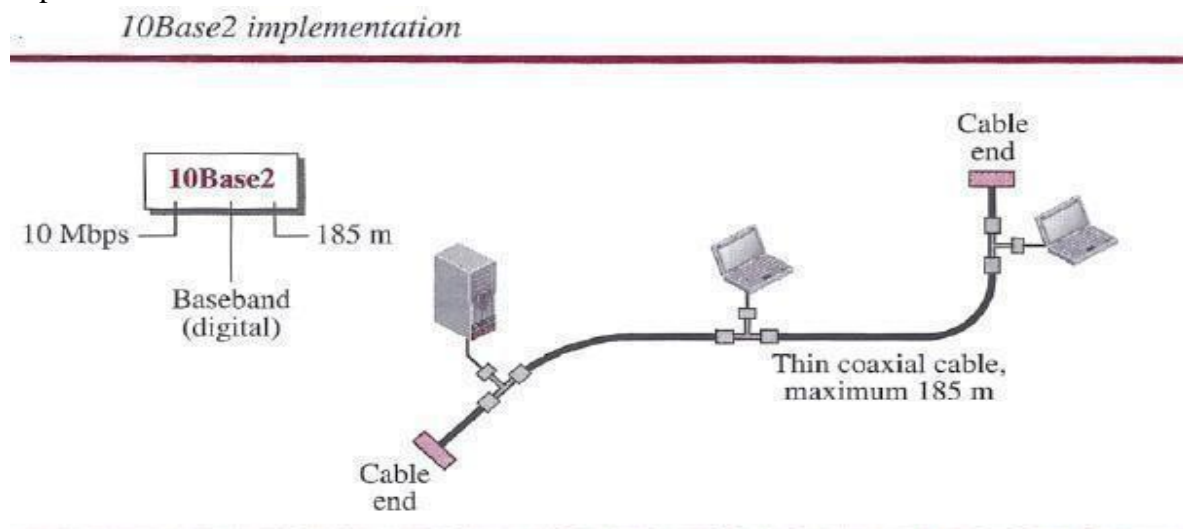 10Base2 implementation
Cable
end
10Base2
10 Mbps
185 m
Baseband
(digital)
Thin coaxial cable,
maximum 185 m
Cable
end